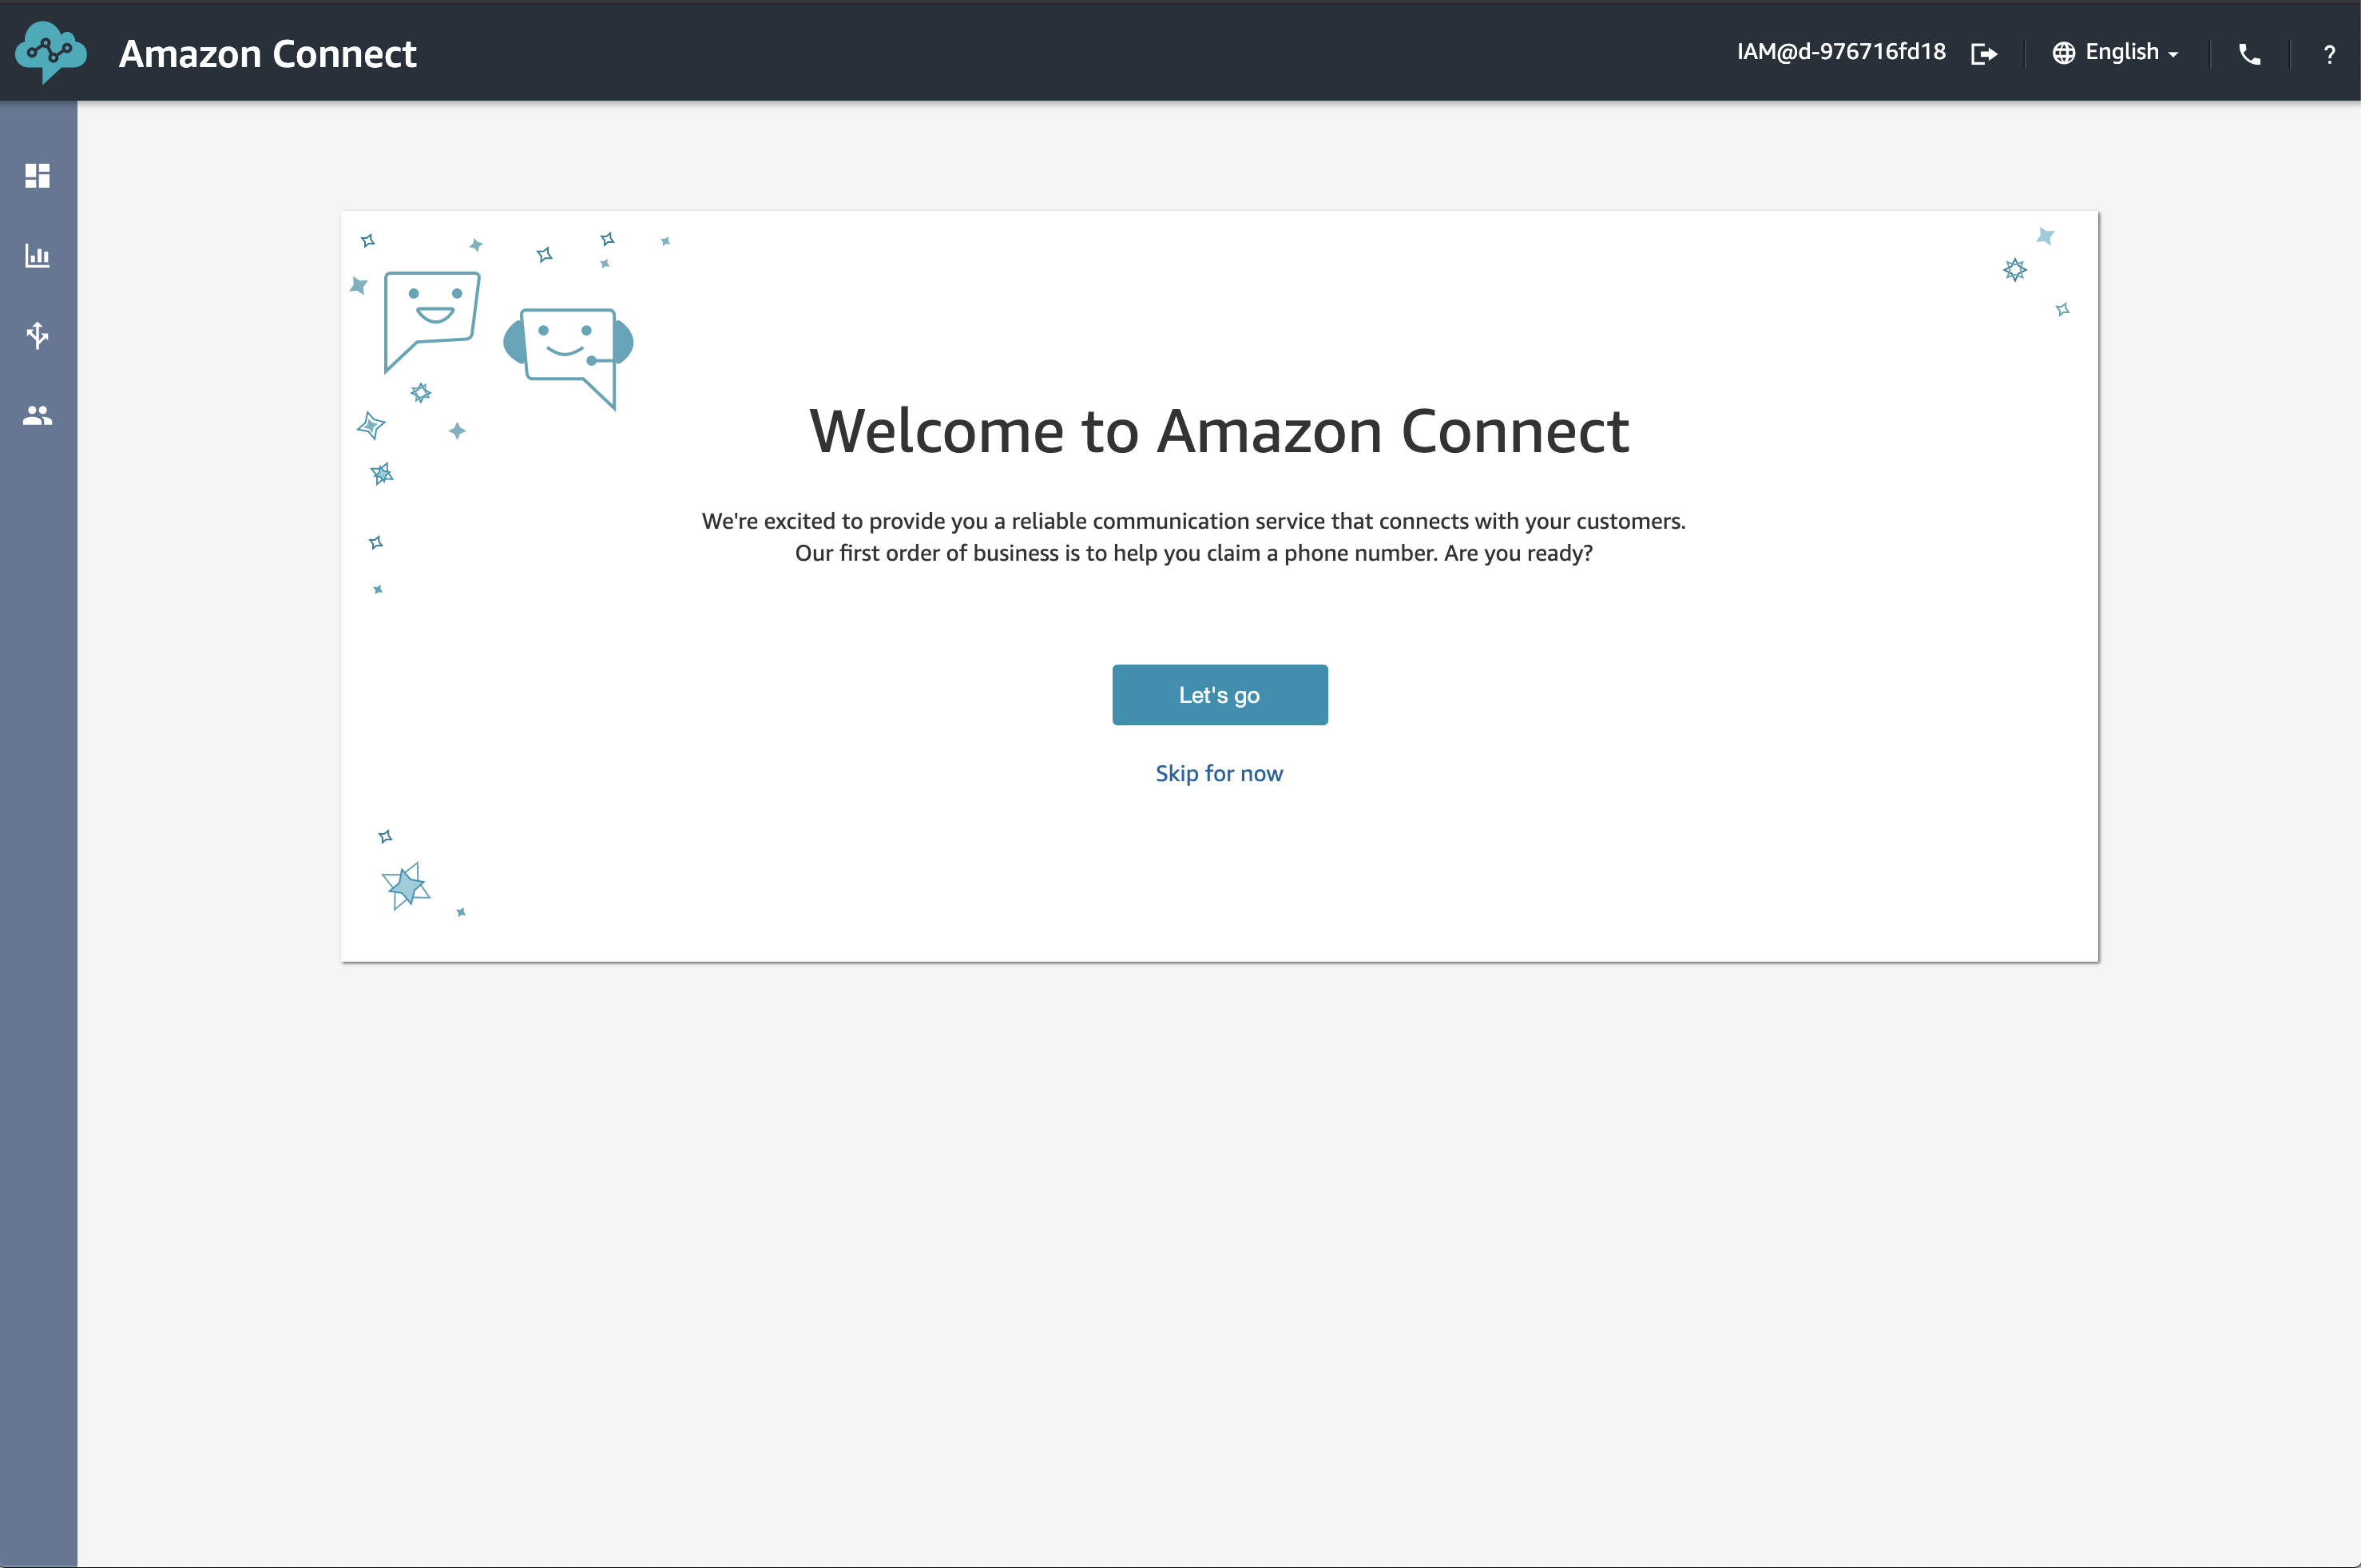 Amazon Connect
IAM@d-976716fd18
English
?
Welcome to Amazon Connect
We're excited to provide you a reliable communication service that connects with your customers.
Our first order of business is to help you claim a phone number. Are you ready?
Let's go
Skip for now